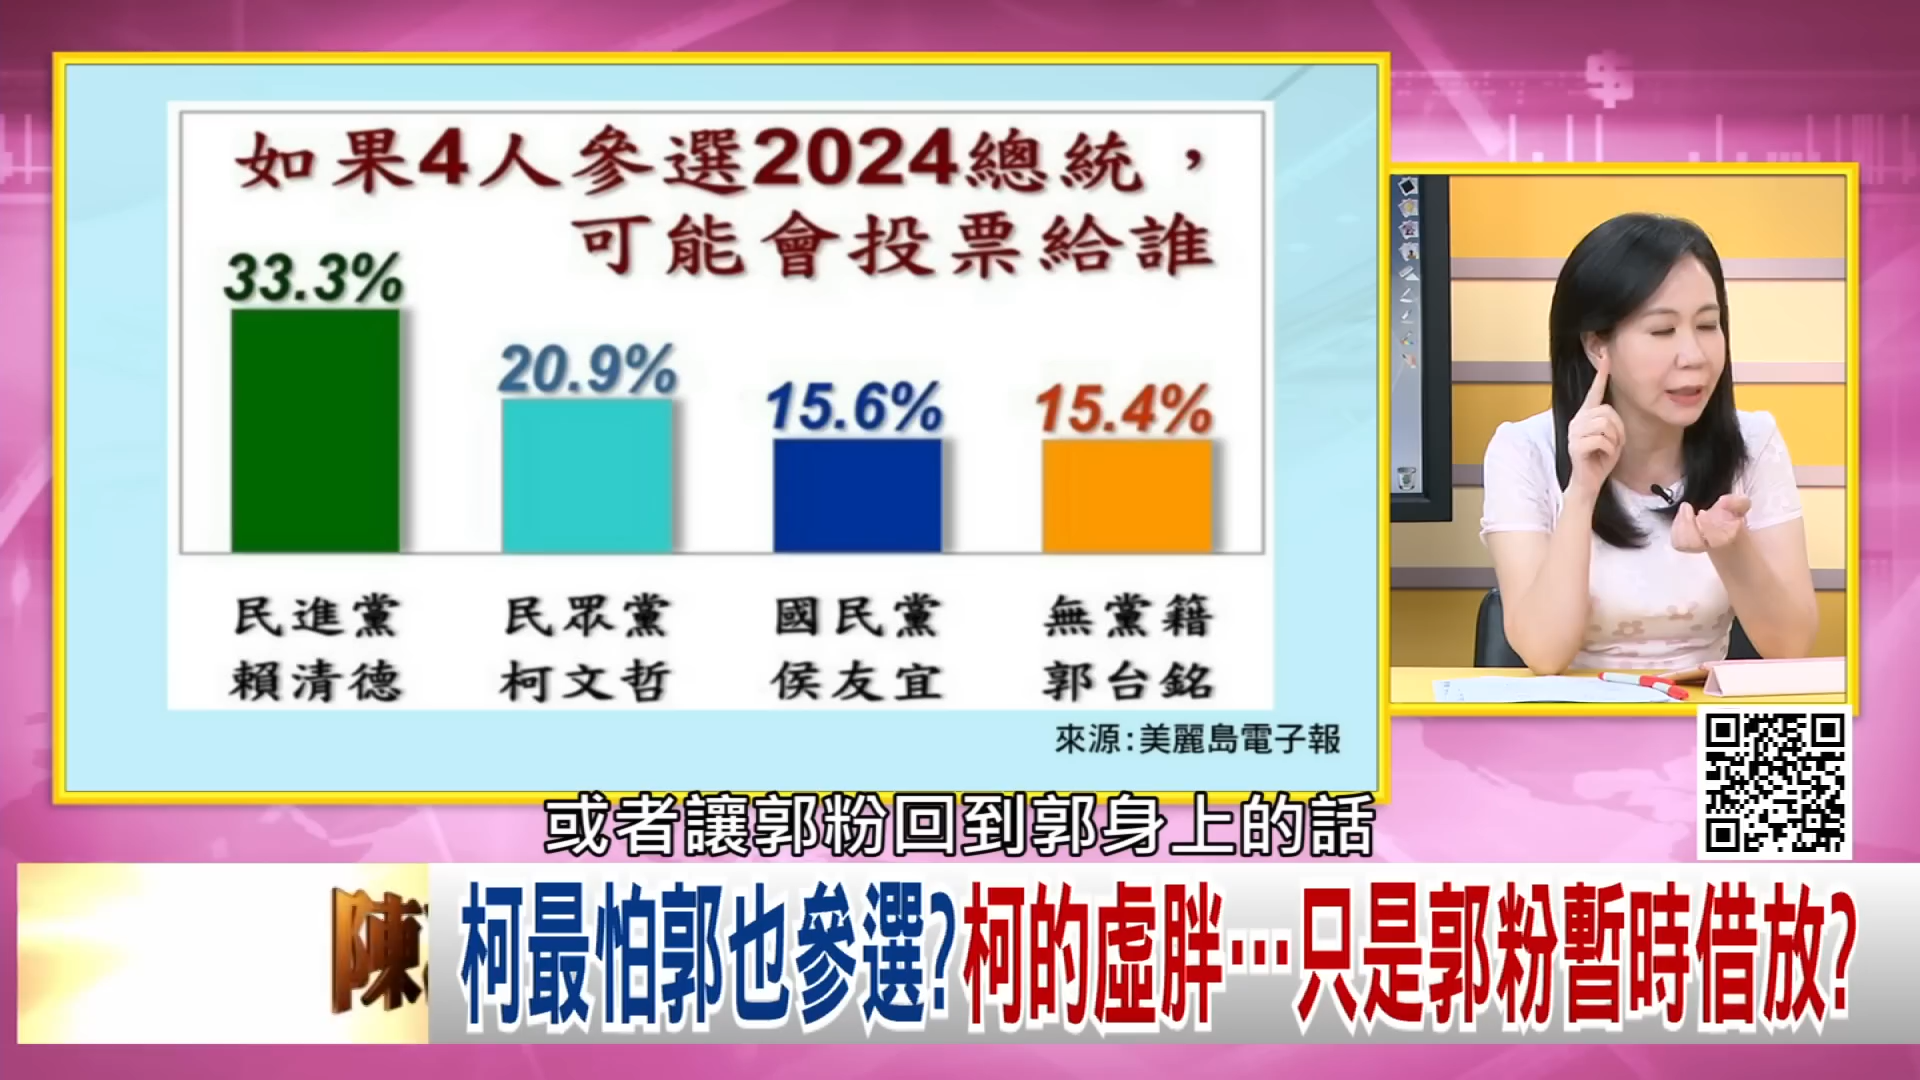 如果4人參選2024總統，
可能會投票給誰
33.3%
20.9%
15.6%
15.4%
民進黨 民眾黨 國民黨 無黨籍
賴清德 柯文哲 侯友宜 郭台銘
來源:美麗島電子報
或者讓郭粉回到郭身上的話
陳
柯最怕郭也參選?柯的虛胖…只是郭粉暫時借放?